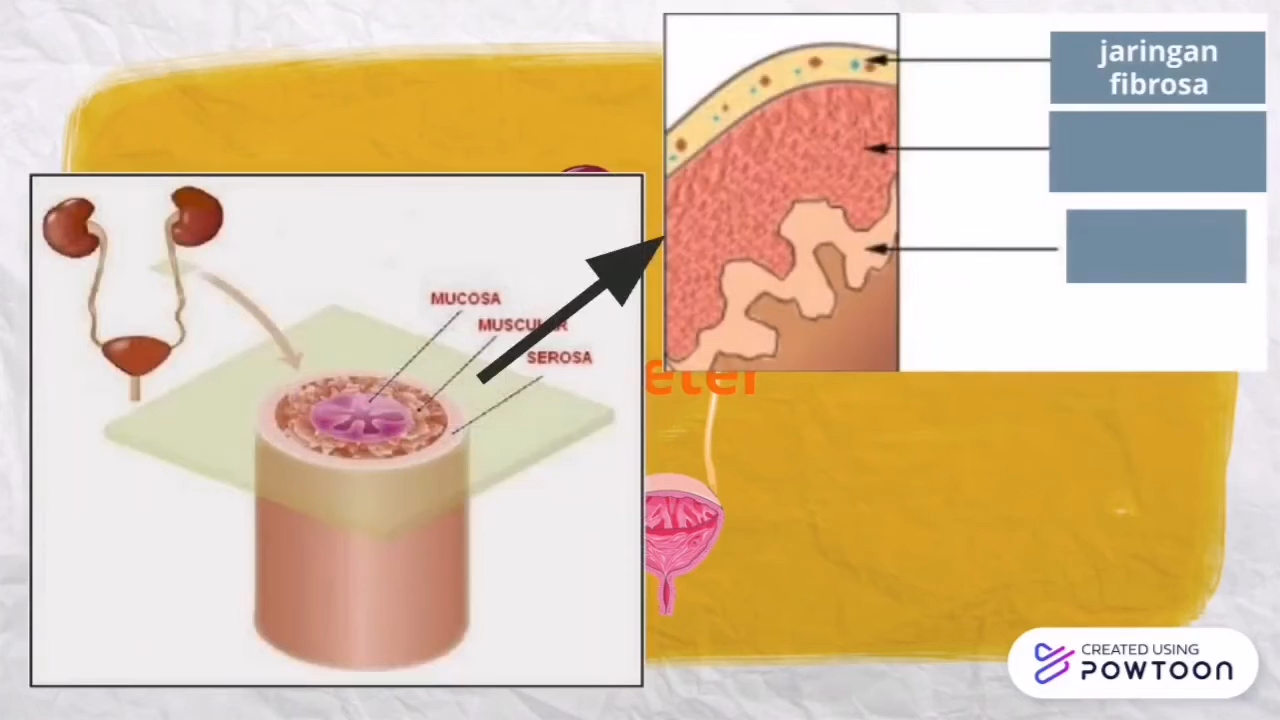 jaringan
fibrosa
MUCOSA
MUSCULAR
SEROSA
eter
CREATED USING
POWTOON